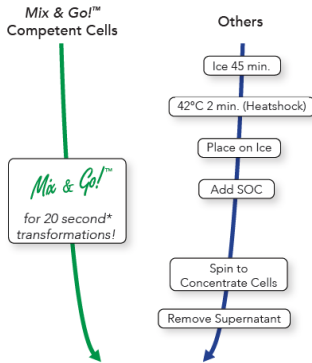 Mix & Go!™
Competent Cells
Others
Ice 45 min.
42ºC 2 min. (Heatshock)
Place on Ice
Add SOC
Mix & Go!™
for 20 second*
transformations!
Spin to
Concentrate Cells
Remove Supernatant